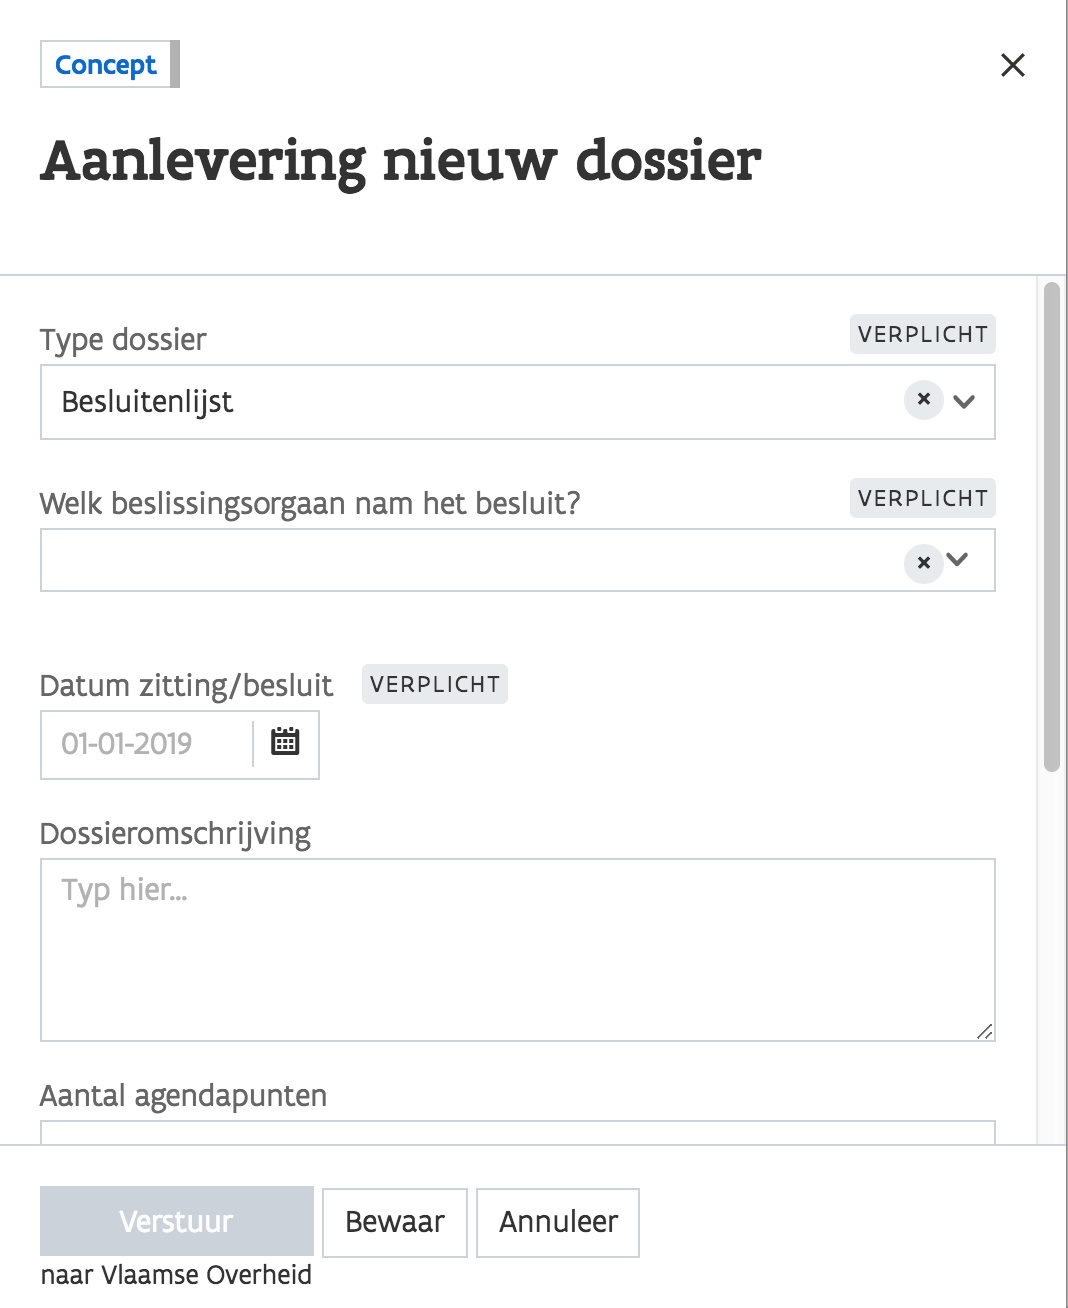 Concept
Aanlevering nieuw dossier
Type dossier
VERPLICHT
Besluitenlijst
Welk beslissingsorgaan nam het besluit?
VERPLICHT
Datum zitting/besluit
VERPLICHT
01-01-2019
Dossieromschrijving
Typ hier...
Aantal agendapunten
Verstuur
Bewaar
Annuleer
naar Vlaamse Overheid